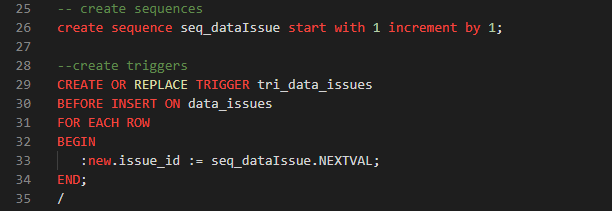 25 -- create sequences
26 create sequence seq_dataIssue start with 1 increment by 1;
27
28 --create triggers
29 CREATE OR REPLACE TRIGGER tri_data_issues
30 BEFORE INSERT ON data_issues
31 FOR EACH ROW
32 BEGIN
33 :new.issue_id := seq_dataIssue.NEXTVAL;
34 END;
35 /